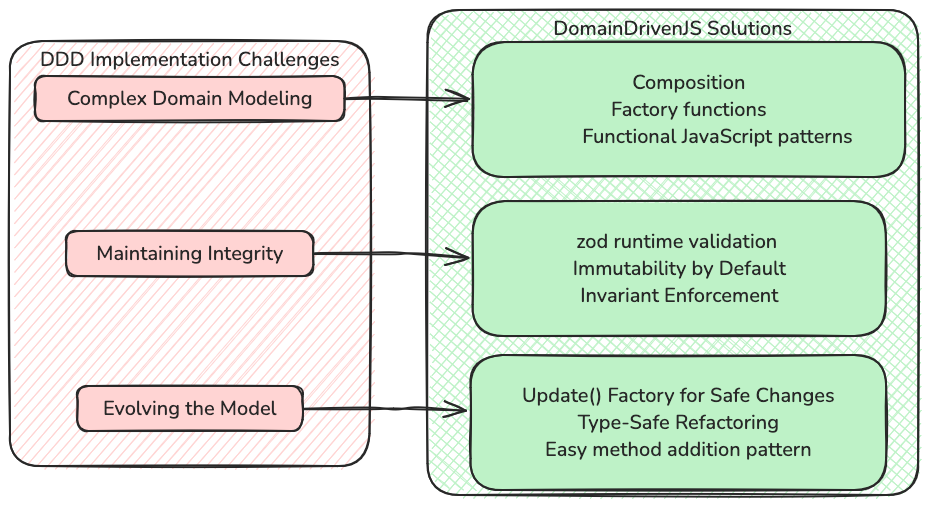 DDD Implementation Challenges
Complex Domain Modeling
Maintaining Integrity
Evolving the Model
DomainDrivenJS Solutions
Composition
Factory functions
Functional JavaScript patterns
zod runtime validation
Immutability by Default
Invariant Enforcement
Update() Factory for Safe Changes
Type-Safe Refactoring
Easy method addition pattern